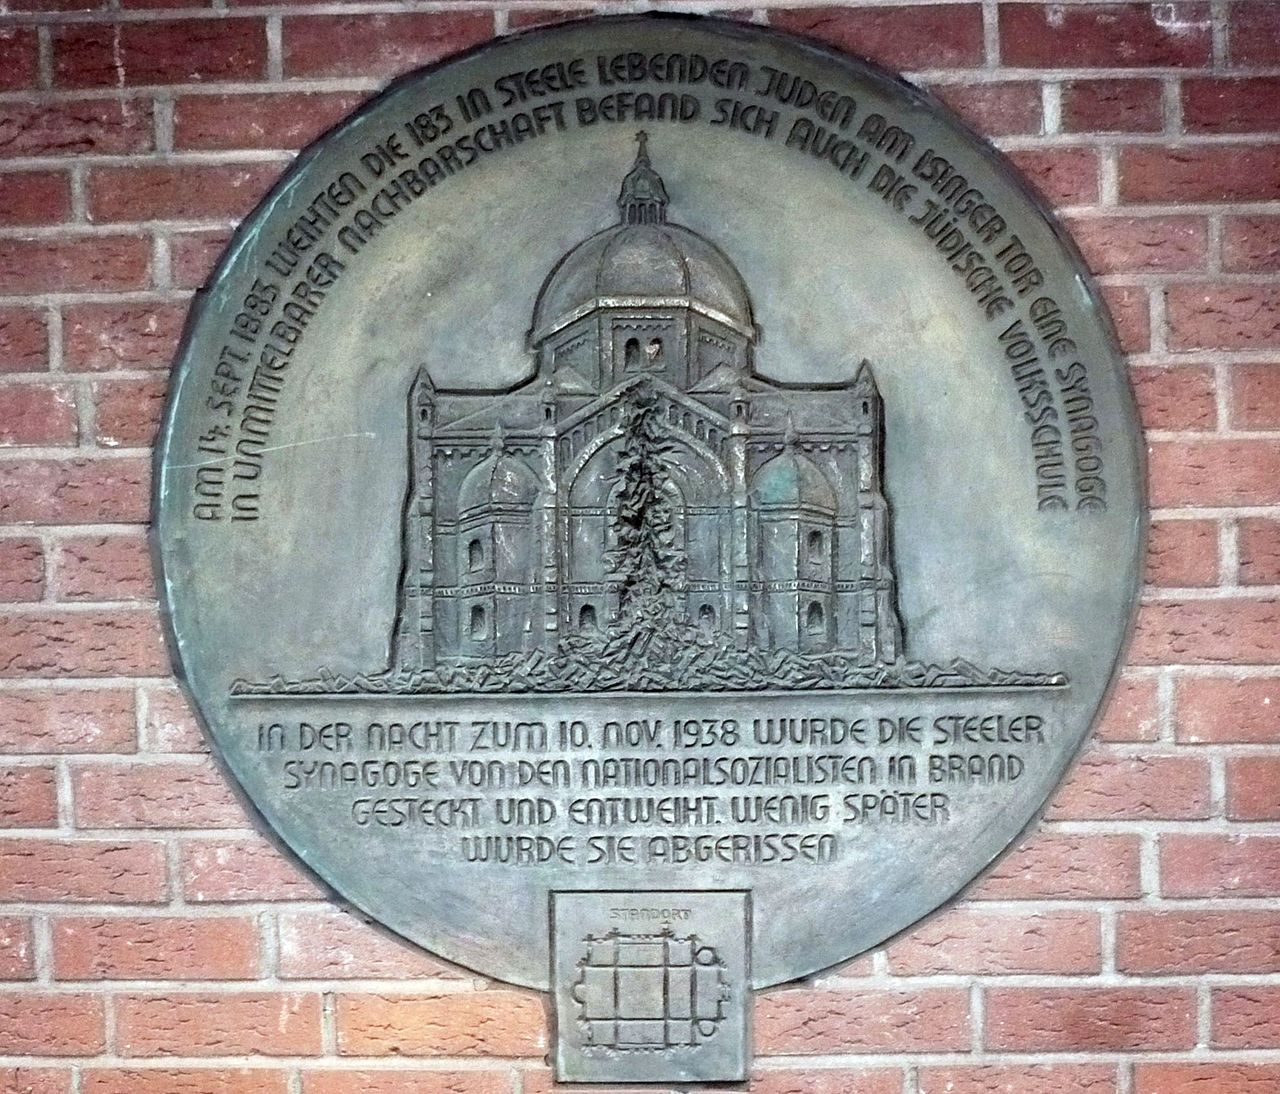 AM 14. SEPT. 1883 WEIHTEN DIE 183 IN STEELE LEBENDEN JUDEN AM ISINGER TOR EINE SYNAGOGE
IN UNMITTELBARER NACHBARSCHAFT BEFAND SICH AUCH DIE JÜDISCHE VOLKSSCHULE
IN DER NACHT ZUM 10. NOV. 1938 WURDE DIE STEELER
SYNAGOGE VON DEN NATIONALSOZIALISTEN IN BRAND
GESTECKT UND ENTWEIHT. WENIG SPÄTER
WURDE SIE ABGERISSEN
STANDORT